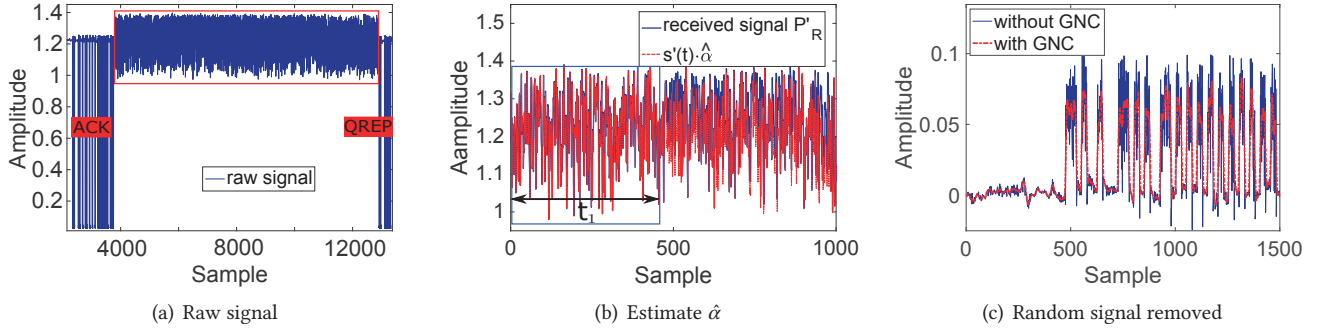 1.4
1.2
1
0.8
0.6
0.4
0.2
Amplitude
ACK
QREP
raw signal
4000 8000 12000
Sample
(a) Raw signal
1.5
1.4
1.3
1.2
1.1
1
Aamplitude
received signal P'R
s'(t)·α̂
t1
0 500 1000
Sample
(b) Estimate α̂
0.1
0.05
0
Amplitude
without GNC
with GNC
0 500 1000 1500
Sample
(c) Random signal removed